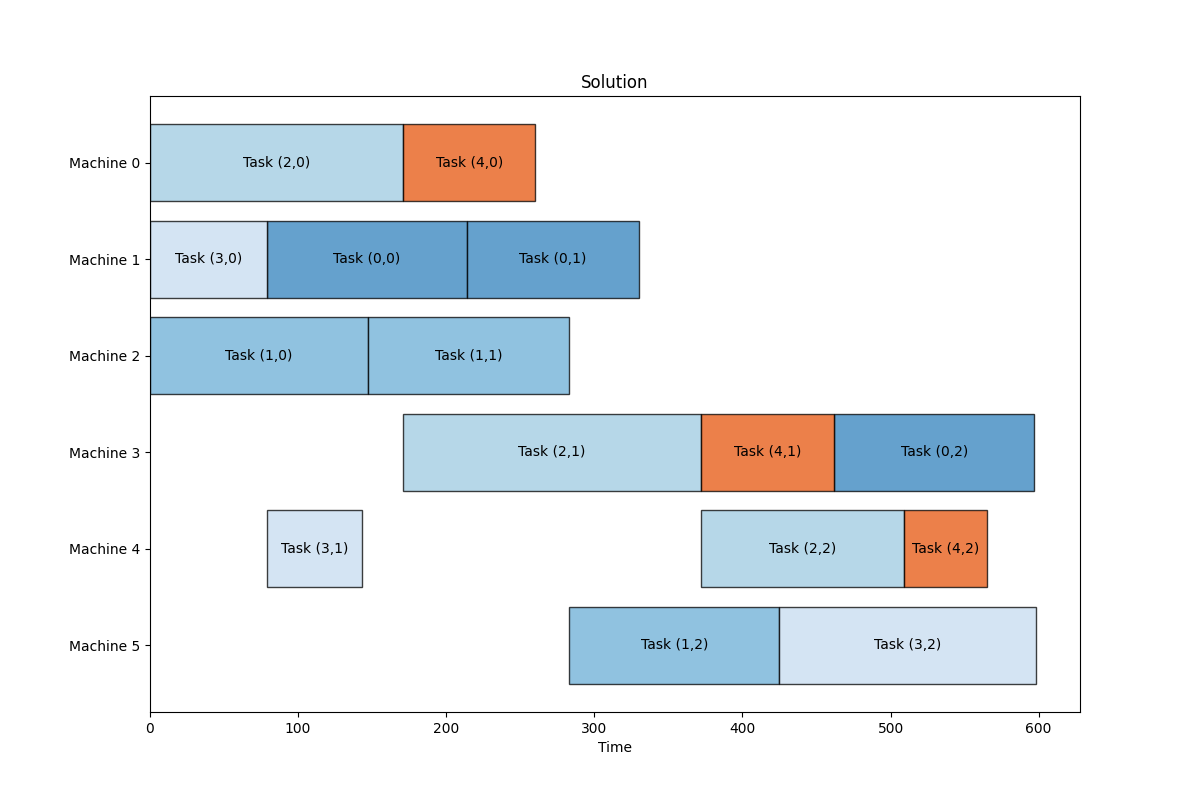 Solution
Machine 0
Task (2,0)
Task (4,0)
Machine 1
Task (3,0)
Task (0,0)
Task (0,1)
Machine 2
Task (1,0)
Task (1,1)
Machine 3
Task (2,1)
Task (4,1)
Task (0,2)
Machine 4
Task (3,1)
Task (2,2)
Task (4,2)
Machine 5
Task (1,2)
Task (3,2)
0 100 200 300 400 500 600
Time